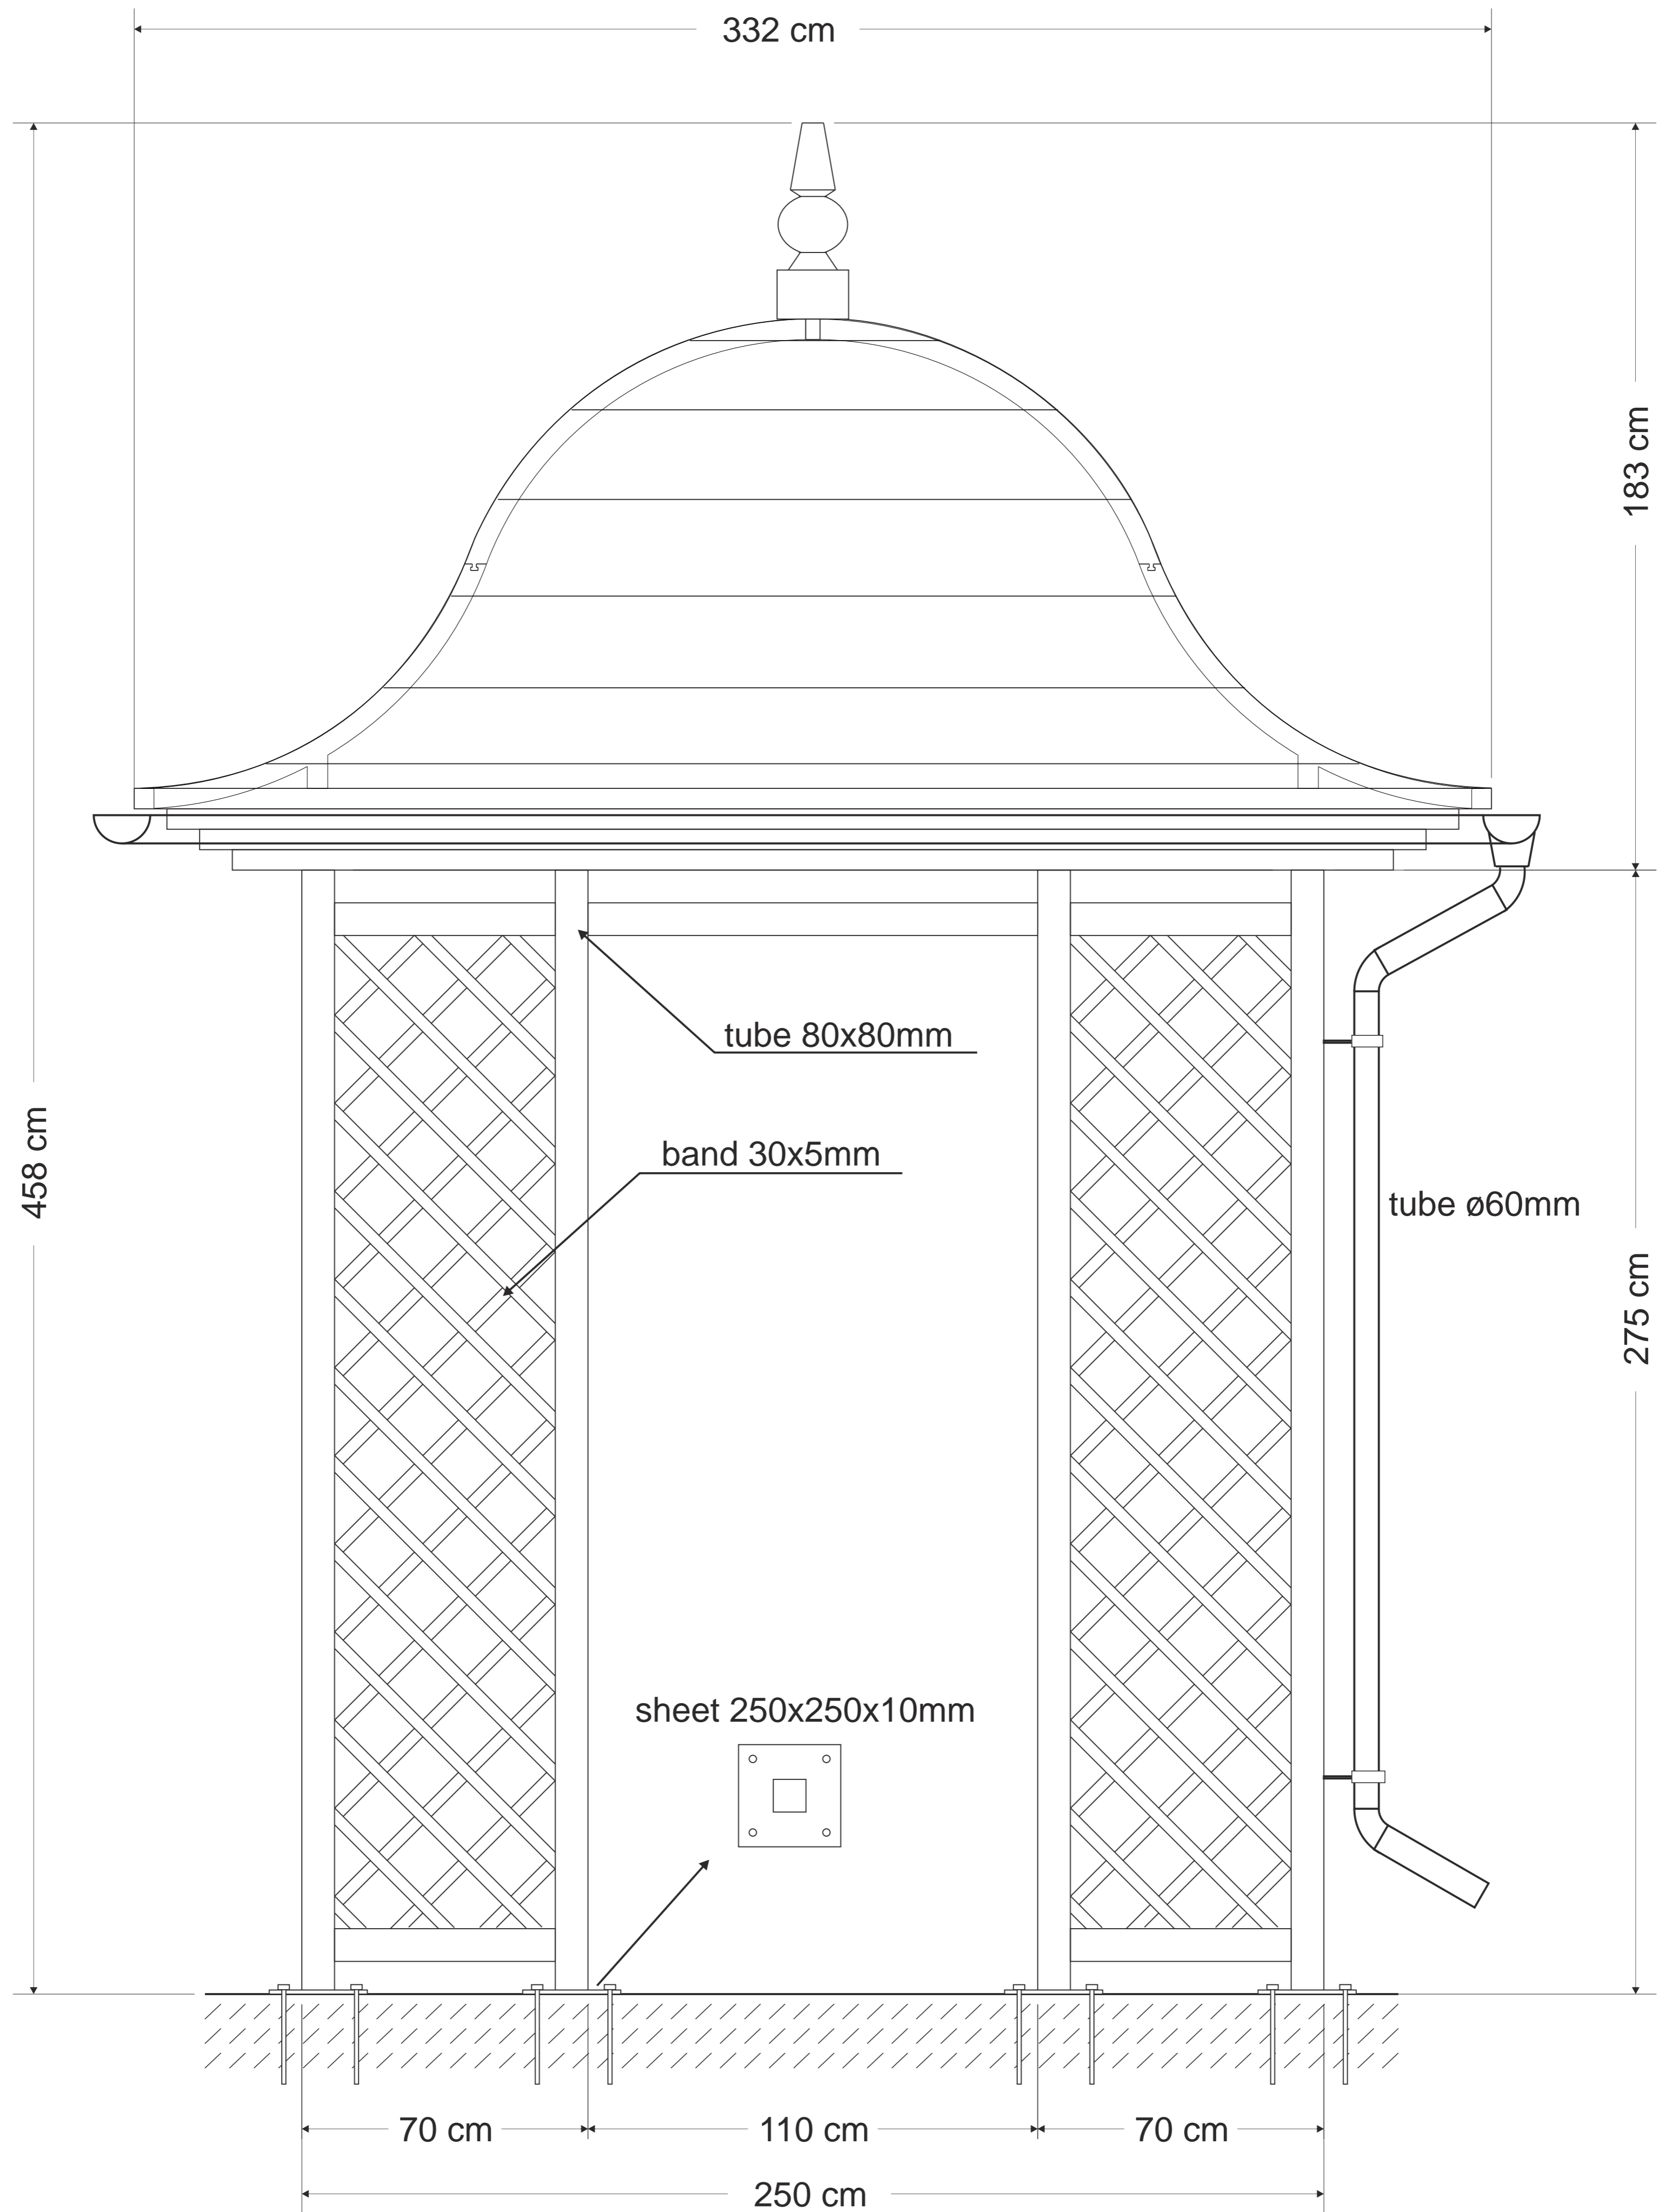 332 cm
183 cm
tube 80x80mm
458 cm
band 30x5mm
tube ø60mm
275 cm
sheet 250x250x10mm
70 cm
110 cm
70 cm
250 cm